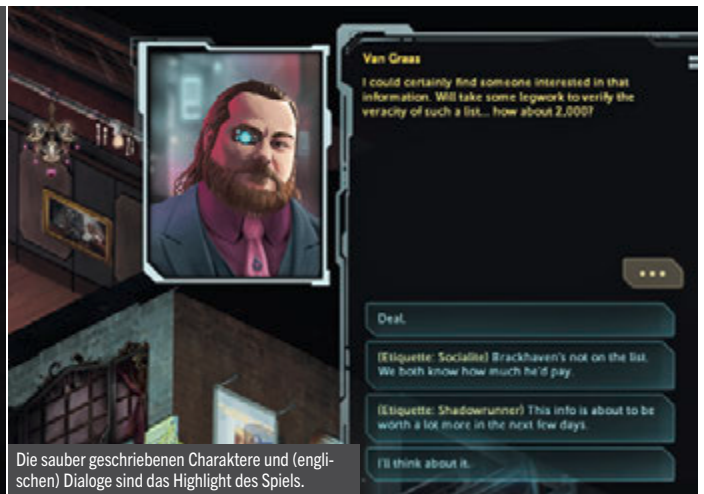 Van Graas
I could certainly find someone interested in that
information. Will take some legwork to verify the
veracity of such a list... how about 2,000?
...
Deal.
(Etiquette: Socialite) Brackhaven's not on the list.
We both know how much he'd pay.
(Etiquette: Shadowrunner) This info is about to be
worth a lot more in the next few days.
I'll think about it.
Die sauber geschriebenen Charaktere und (engli-
schen) Dialoge sind das Highlight des Spiels.